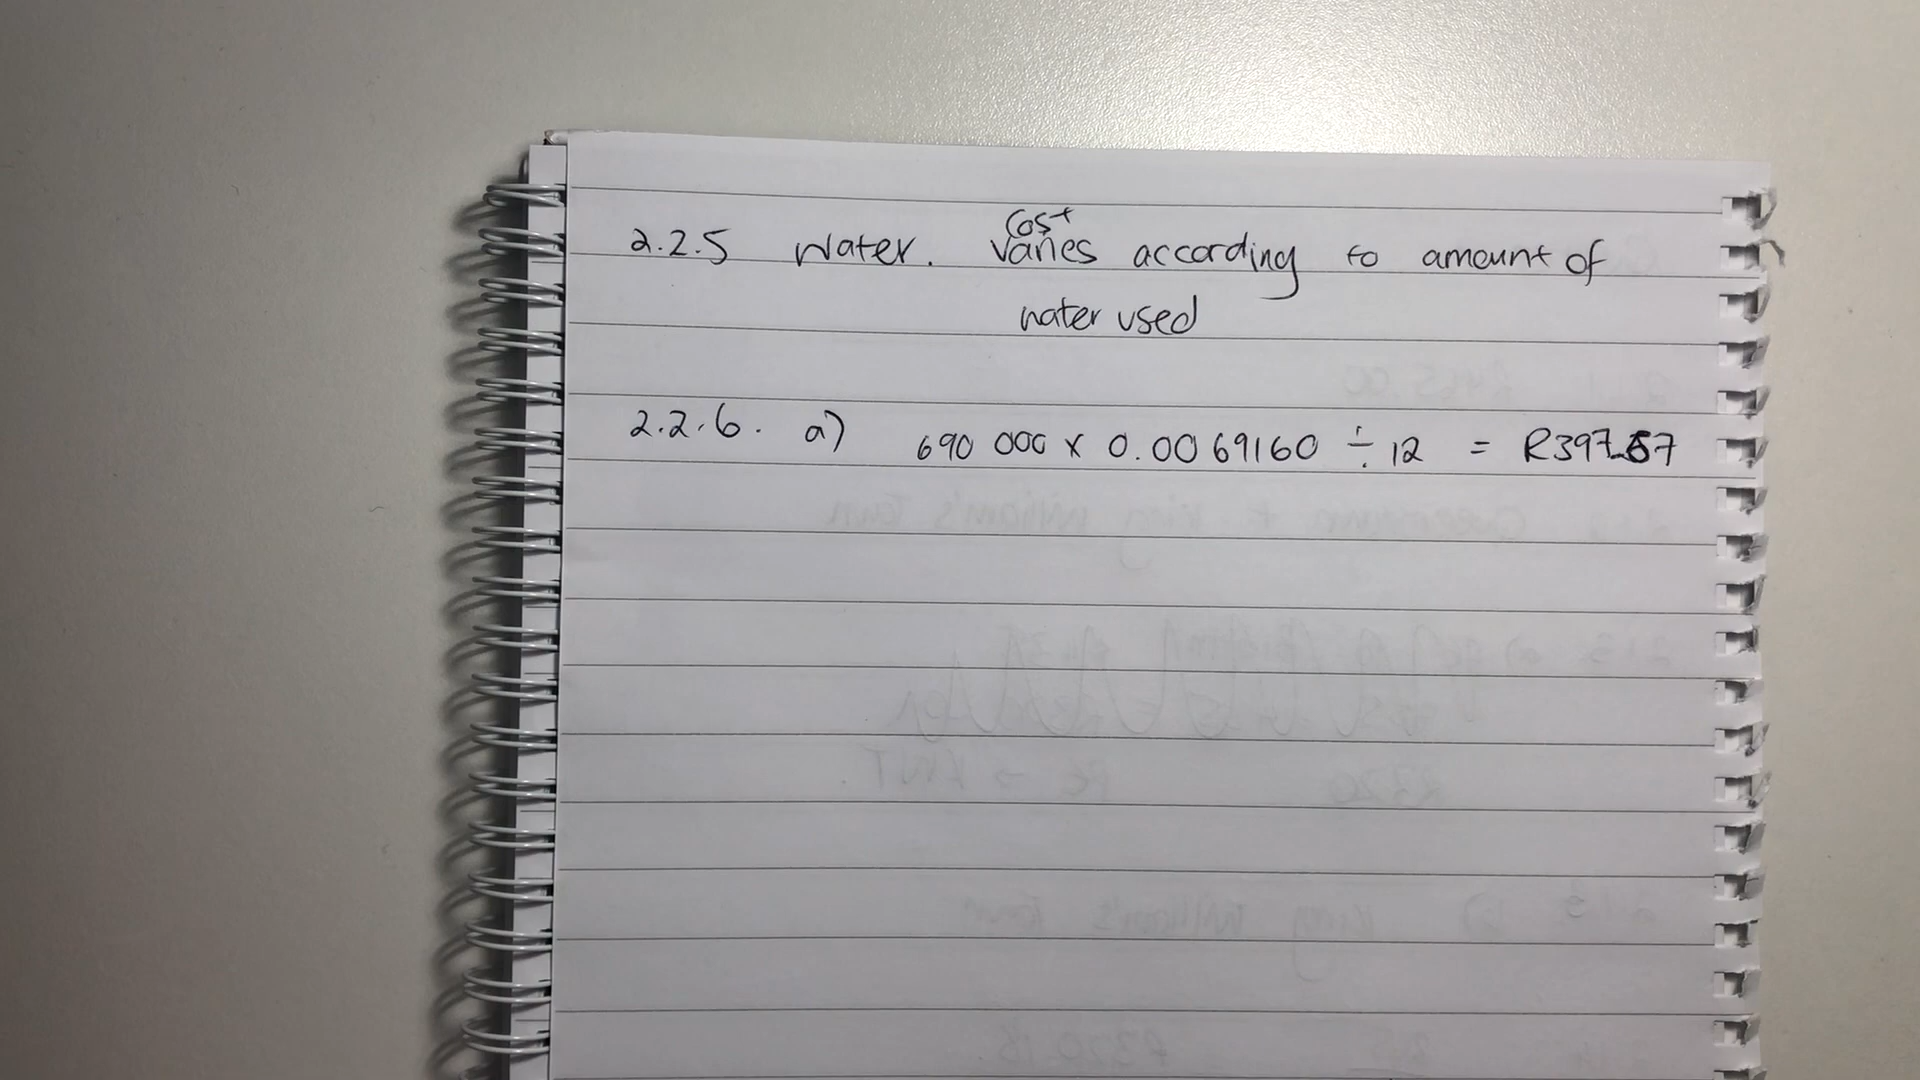 2.2.5 Water. Cost varies according to amount of
water used
2.2.6. a) 690 000 x 0.0069160 ÷ 12 = R397.67